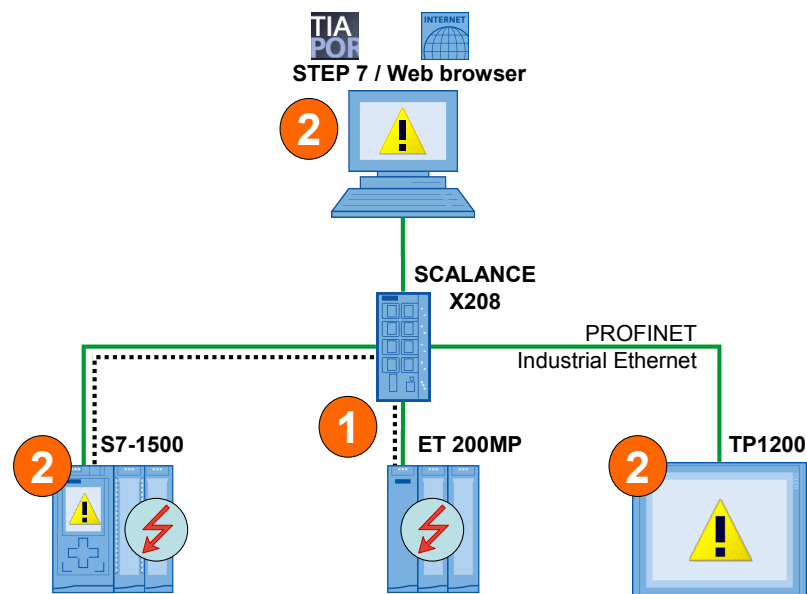 TIA
POR
INTERNET
STEP 7 / Web browser
2
SCALANCE
X208
PROFINET
Industrial Ethernet
1
S7-1500
ET 200MP
TP1200
2
2